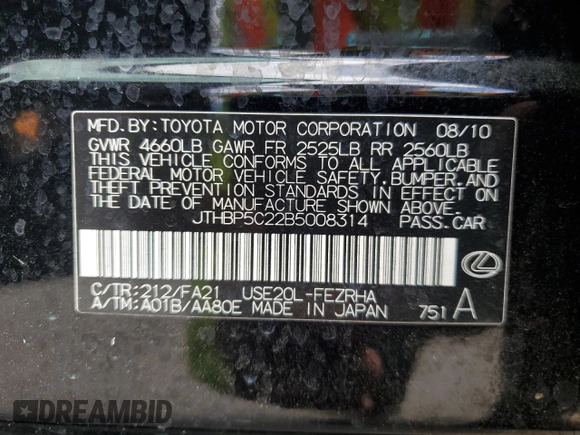 MFD.BY:TOYOTA MOTOR CORPORATION 08/10
GVWR 4660LB GAWR FR 2525LB RR 2560LB
THIS VEHICLE CONFORMS TO ALL APPLICABLE
FEDERAL MOTOR VEHICLE SAFETY,BUMPER,AND
THEFT PREVENTION STANDARDS IN EFFECT ON
THE DATE OF MANUFACTURE SHOWN ABOVE.
JTHBP5C22B5008314 PASS.CAR
C/TR:212/FA21 USE20L-FEZRHA
A/TM:A01B/AA80E MADE IN JAPAN 751 A
DREAMBID